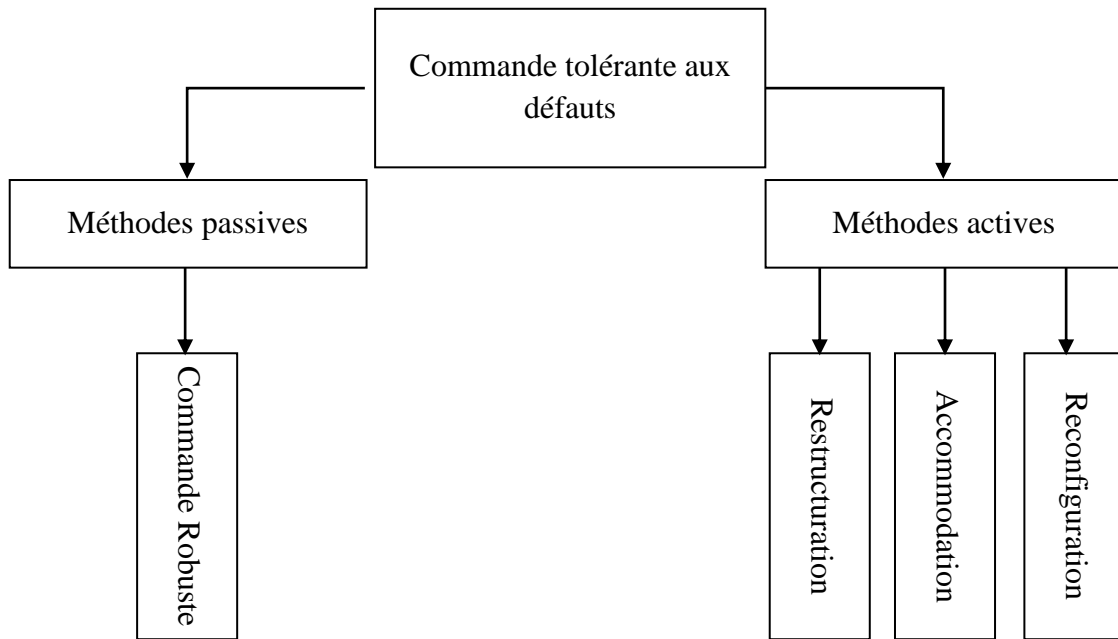 Commande tolérante aux
défauts
Méthodes passives
Méthodes actives
Commande Robuste
Restructuration
Accommodation
Reconfiguration